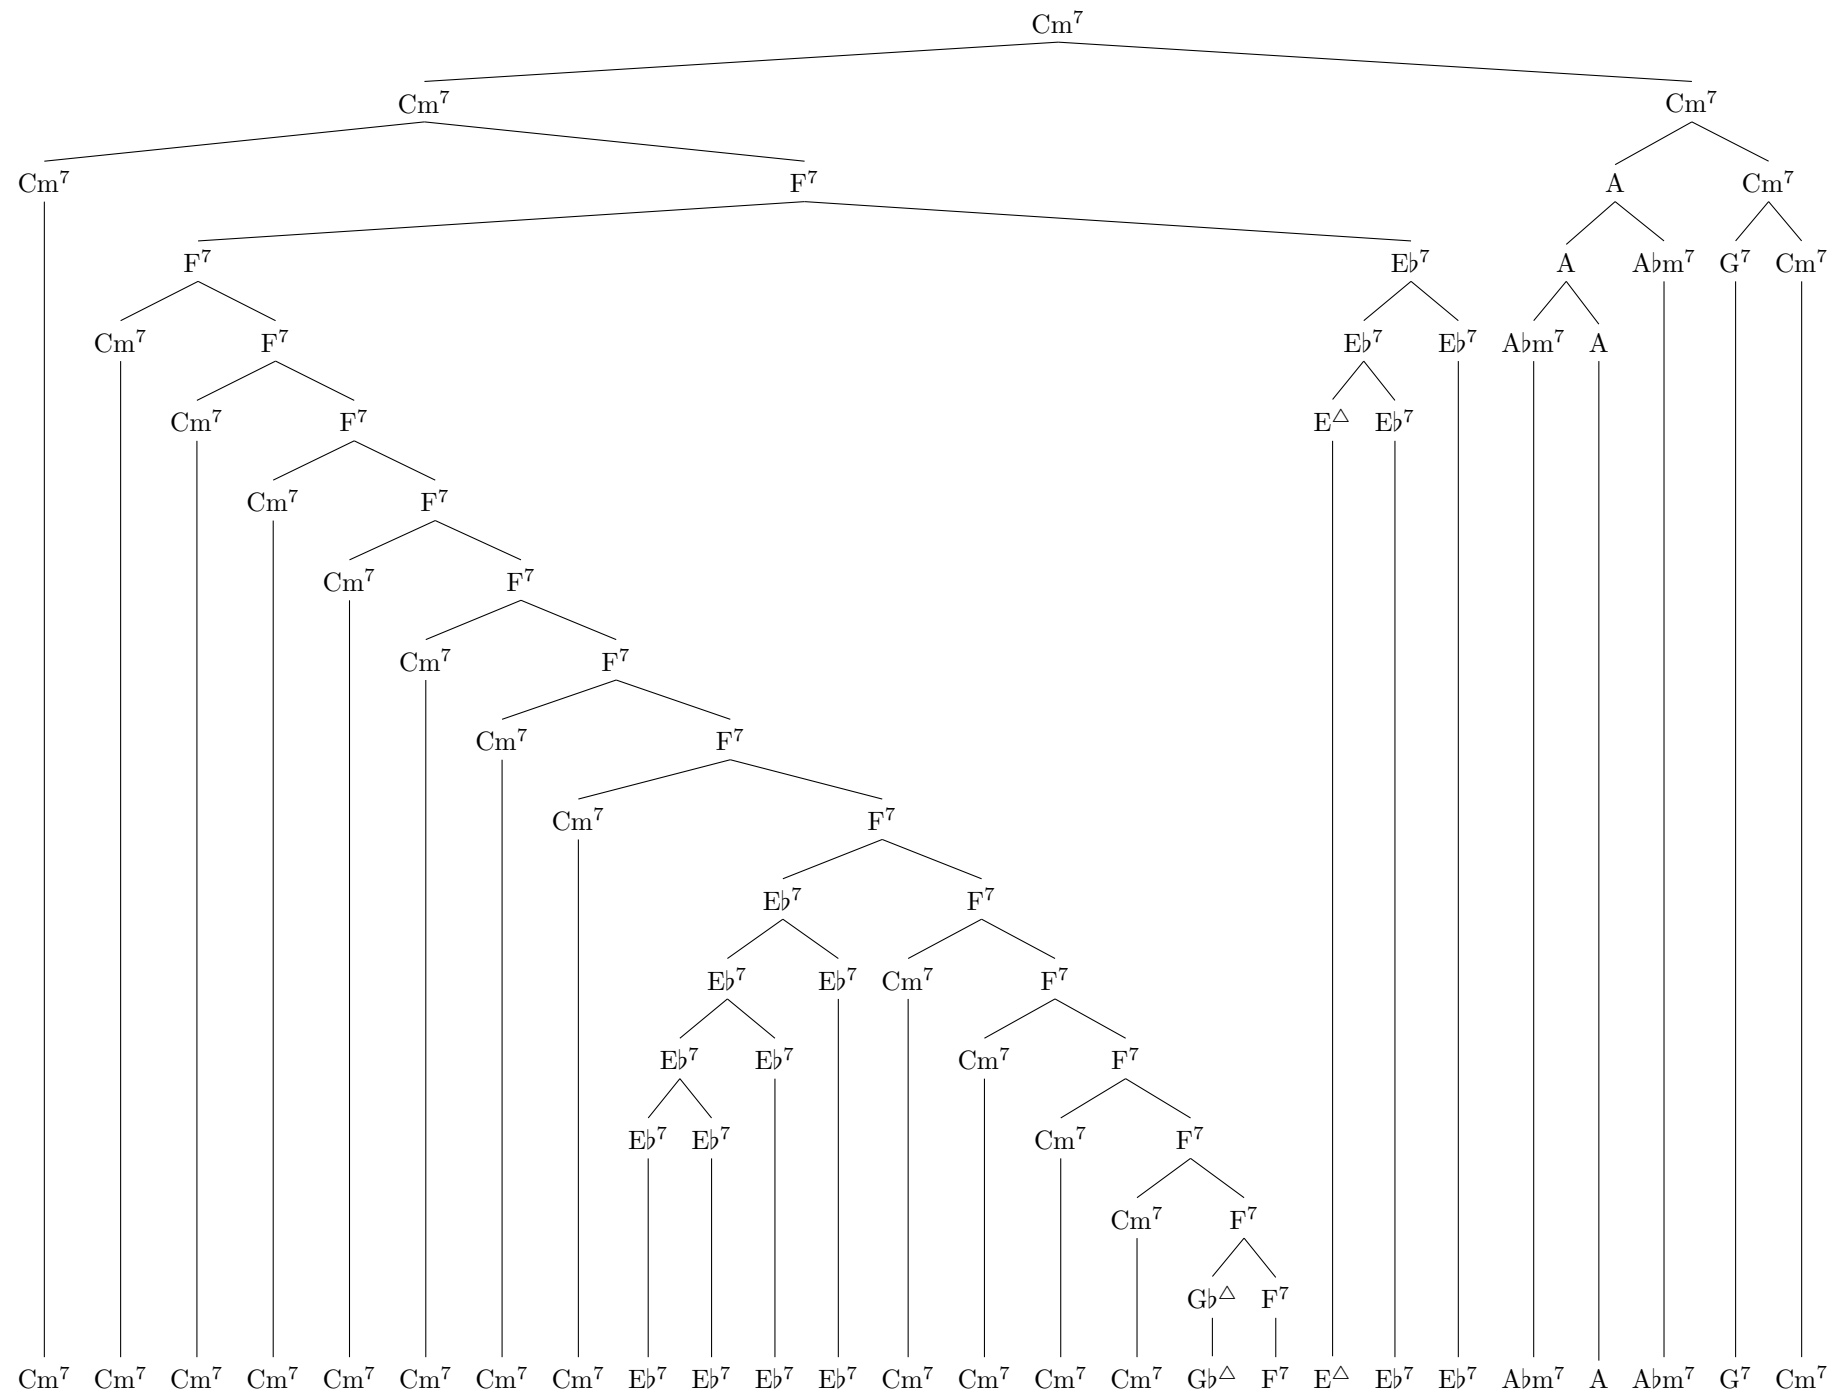 Cm⁷
Cm⁷ Cm⁷
Cm⁷ F⁷ A Cm⁷
F⁷ E♭⁷ A A♭m⁷ G⁷ Cm⁷
Cm⁷ F⁷ E♭⁷ E♭⁷ A♭m⁷ A
Cm⁷ F⁷ E△ E♭⁷
Cm⁷ F⁷
Cm⁷ F⁷
Cm⁷ F⁷
Cm⁷ F⁷
Cm⁷ F⁷
E♭⁷ F⁷
E♭⁷ E♭⁷ Cm⁷ F⁷
E♭⁷ E♭⁷ Cm⁷ F⁷
E♭⁷ E♭⁷ Cm⁷ F⁷
Cm⁷ F⁷
G♭△ F⁷
Cm⁷ Cm⁷ Cm⁷ Cm⁷ Cm⁷ Cm⁷ Cm⁷ Cm⁷ E♭⁷ E♭⁷ E♭⁷ E♭⁷ Cm⁷ Cm⁷ Cm⁷ Cm⁷ G♭△ F⁷ E△ E♭⁷ E♭⁷ A♭m⁷ A A♭m⁷ G⁷ Cm⁷